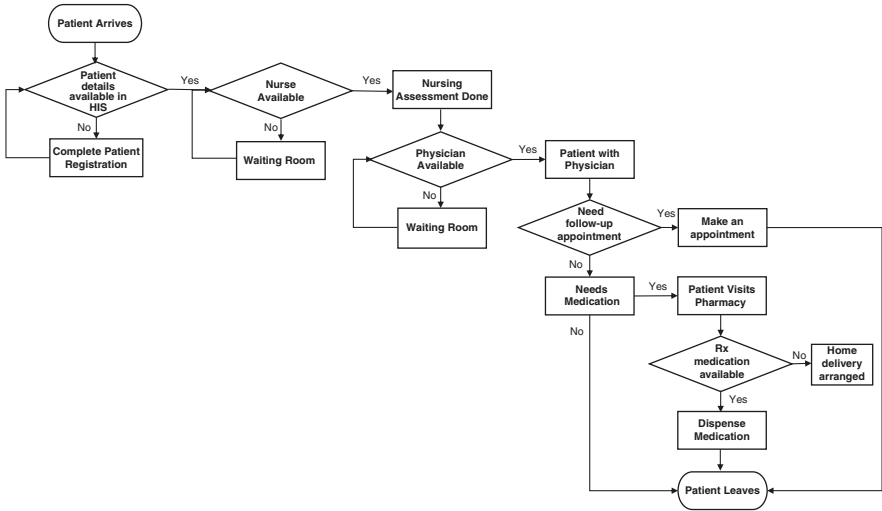 Patient Arrives
Patient
details
available in
HIS
Yes
No
Complete Patient
Registration
Nurse
Available
Yes
No
Waiting Room
Nursing
Assessment Done
Physician
Available
Yes
No
Waiting Room
Patient with
Physician
Need
follow-up
appointment
Yes
Make an
appointment
No
Needs
Medication
Yes
No
Patient Visits
Pharmacy
Rx
medication
available
No
Home
delivery
arranged
Yes
Dispense
Medication
Patient Leaves